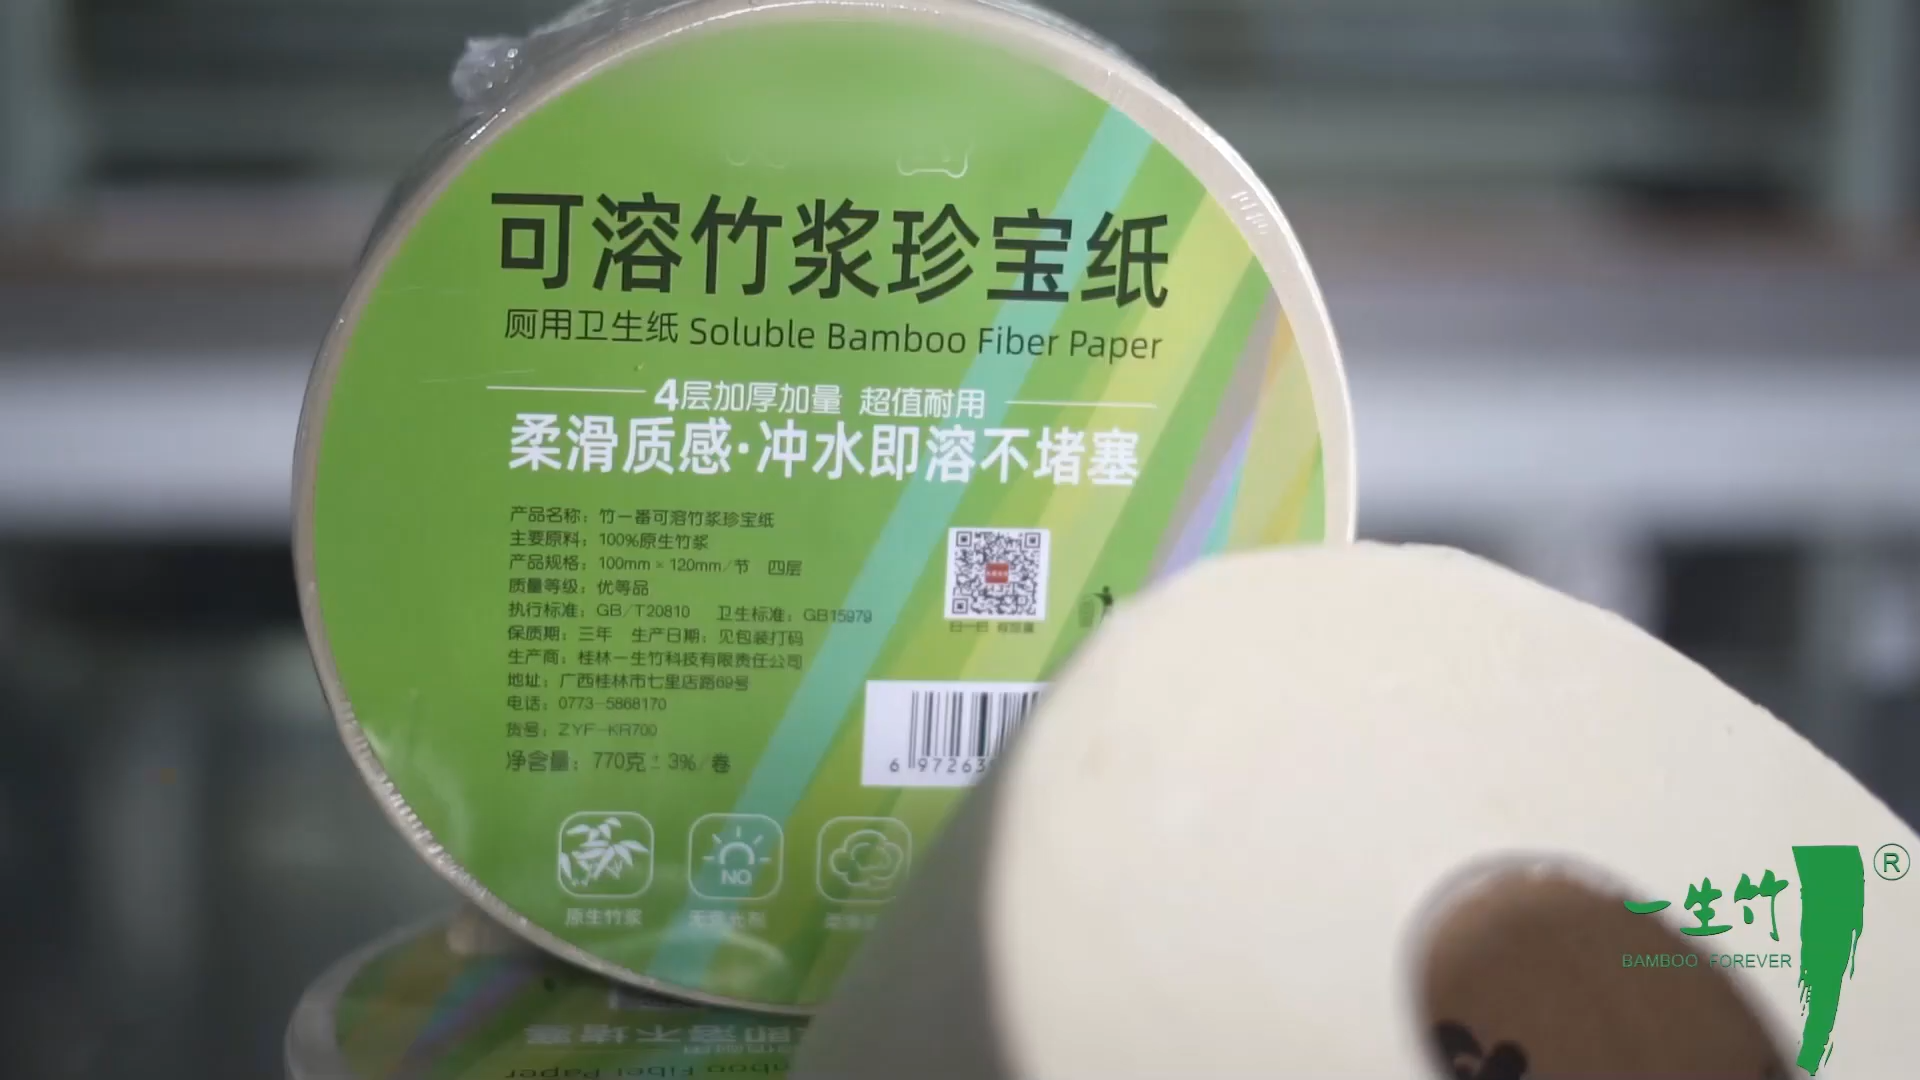 可溶竹浆珍宝纸
厕用卫生纸 Soluble Bamboo Fiber Paper
4层加厚加量 超值耐用
柔滑质感·冲水即溶不堵塞
产品名称：竹一番可溶竹浆珍宝纸
主要原料：100%原生竹浆
产品规格：100mm×120mm/节 四层
质量等级：优等品
执行标准：GB/T20810 卫生标准：GB15979
保质期：三年 生产日期：见包装打码
生产商：桂林一生竹科技有限责任公司
地址：广西桂林市七里店路69号
电话：0773-5868170
货号：ZYF-KR700
净含量：770克±3%/卷
扫一扫
6 97263
NO
原生竹浆
一生竹
BAMBOO FOREVER
®